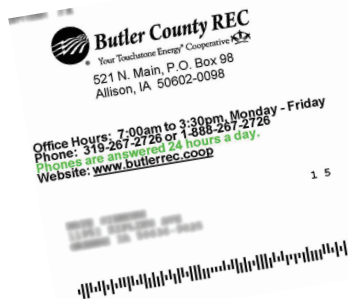 Butler County REC
Your Touchstone Energy® Cooperative
521 N. Main, P.O. Box 98
Allison, IA 50602-0098
Office Hours: 7:00am to 3:30pm, Monday - Friday
Phone: 319-267-2726 or 1-888-267-2726
Phones are answered 24 hours a day.
Website: www.butlerrec.coop
1 5